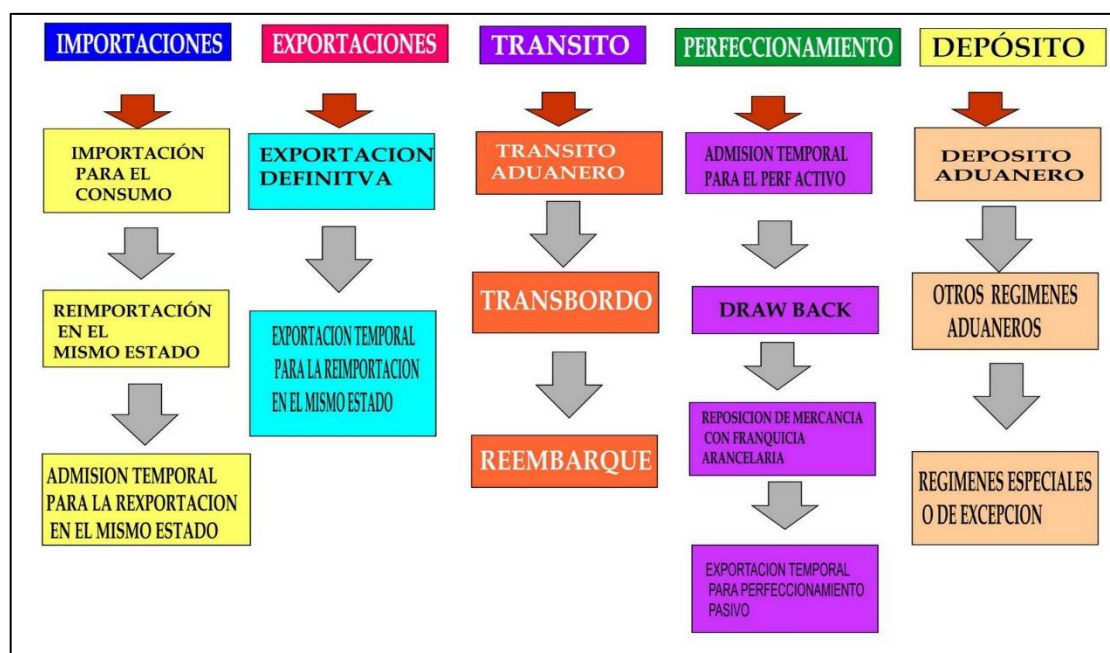 IMPORTACIONES
EXPORTACIONES
TRANSITO
PERFECCIONAMIENTO
DEPÓSITO
IMPORTACIÓN
PARA EL
CONSUMO
REIMPORTACIÓN
EN EL
MISMO ESTADO
ADMISION TEMPORAL
PARA LA REXPORTACION
EN EL MISMO ESTADO
EXPORTACION
DEFINITVA
EXPORTACION TEMPORAL
PARA LA REIMPORTACION
EN EL MISMO ESTADO
TRANSITO
ADUANERO
TRANSBORDO
REEMBARQUE
ADMISION TEMPORAL
PARA EL PERF ACTIVO
DRAW BACK
REPOSICION DE MERCANCIA
CON FRANQUICIA
ARANCELARIA
EXPORTACION TEMPORAL
PARA PERFECCIONAMIENTO
PASIVO
DEPOSITO
ADUANERO
OTROS REGIMENES
ADUANEROS
REGIMENES ESPECIALES
O DE EXCEPCION